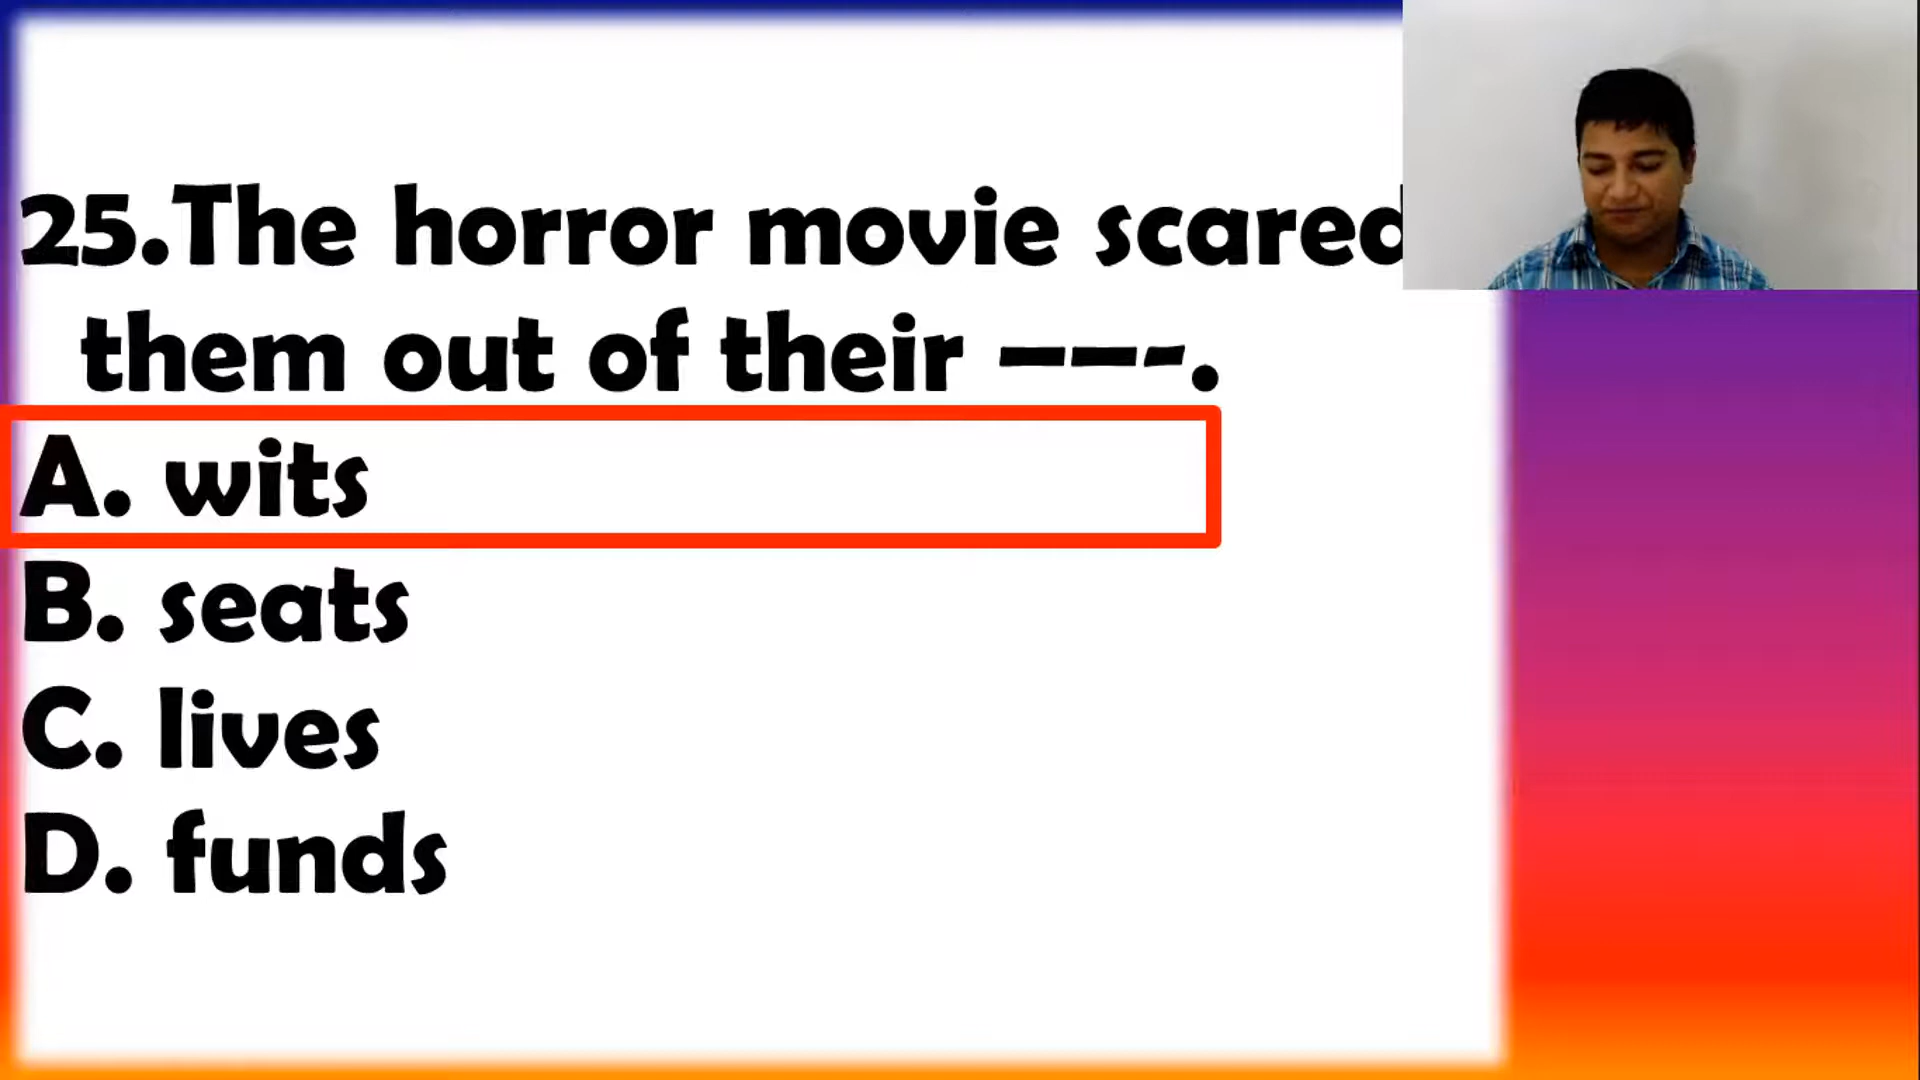 25.The horror movie scared
them out of their ——-.
A. wits
B. seats
C. lives
D. funds